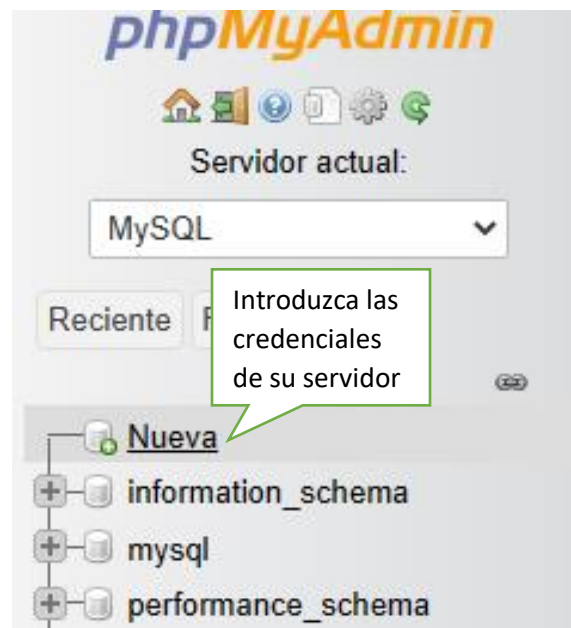 phpMyAdmin
Servidor actual:
MySQL
Reciente
Introduzca las
credenciales
de su servidor
Nueva
information_schema
mysql
performance_schema